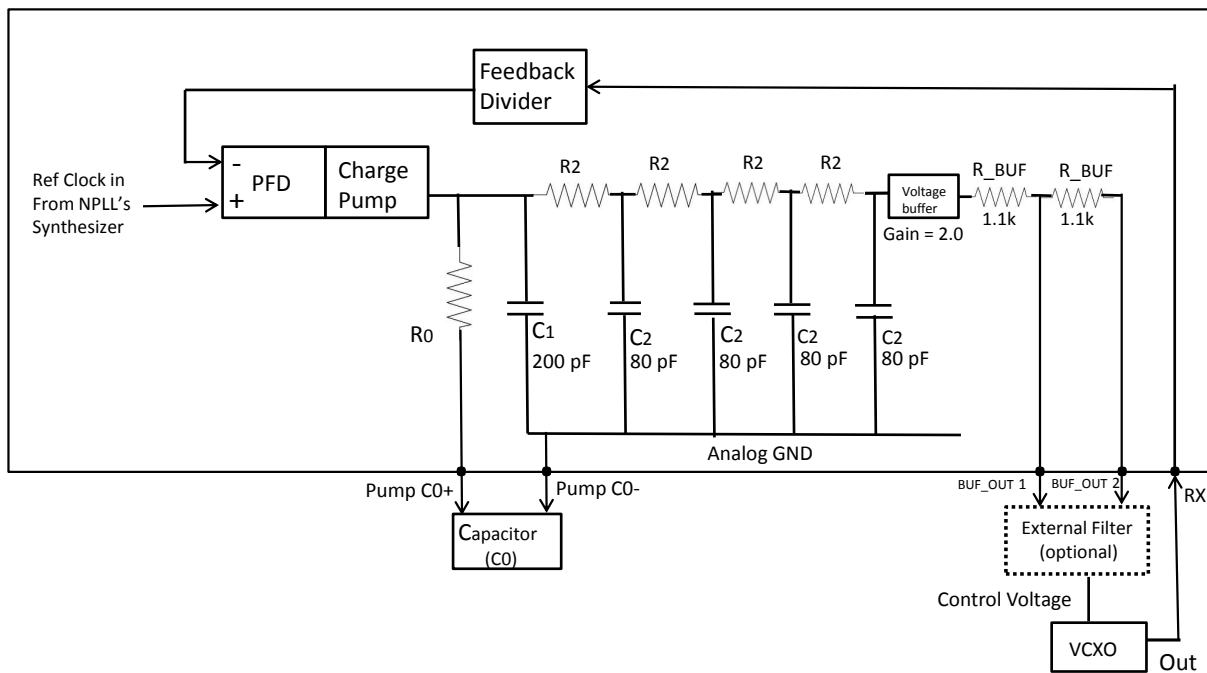 Feedback
Divider
-
+
PFD
Charge
Pump
Ref Clock in
From NPLL's
Synthesizer
R2
R2
R2
R2
Voltage
buffer
Gain = 2.0
R_BUF
1.1k
R_BUF
1.1k
R0
C1
200 pF
C2
80 pF
C2
80 pF
C2
80 pF
C2
80 pF
Analog GND
Pump C0+
Pump C0-
Capacitor
(C0)
BUF_OUT 1
BUF_OUT 2
RX
External Filter
(optional)
Control Voltage
VCXO
Out